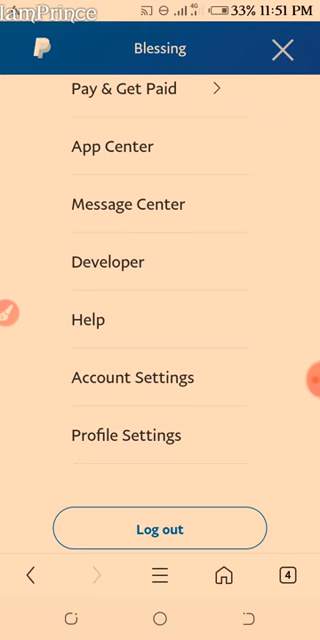 IamPrince
4G 33% 11:51 PM
Blessing
Pay & Get Paid
App Center
Message Center
Developer
Help
Account Settings
Profile Settings
Log out
4